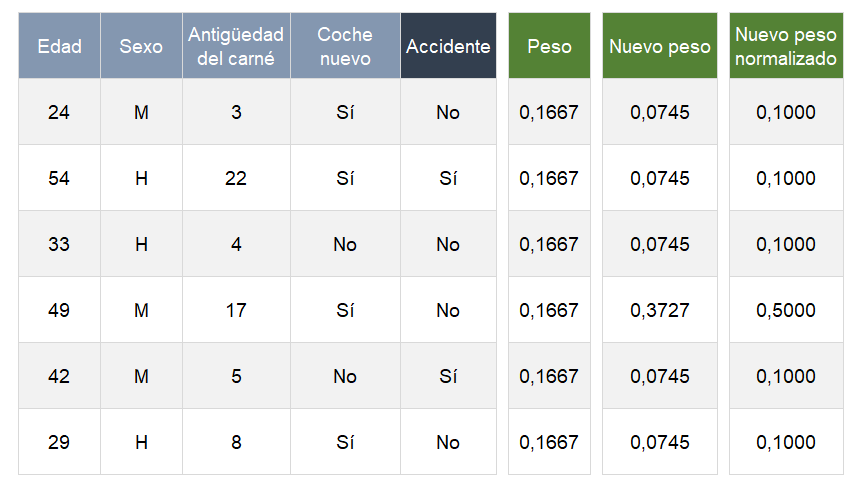 Edad Sexo Antigüedad del carné Coche nuevo Accidente Peso Nuevo peso Nuevo peso normalizado
24 M 3 Sí No 0,1667 0,0745 0,1000
54 H 22 Sí Sí 0,1667 0,0745 0,1000
33 H 4 No No 0,1667 0,0745 0,1000
49 M 17 Sí No 0,1667 0,3727 0,5000
42 M 5 No Sí 0,1667 0,0745 0,1000
29 H 8 Sí No 0,1667 0,0745 0,1000